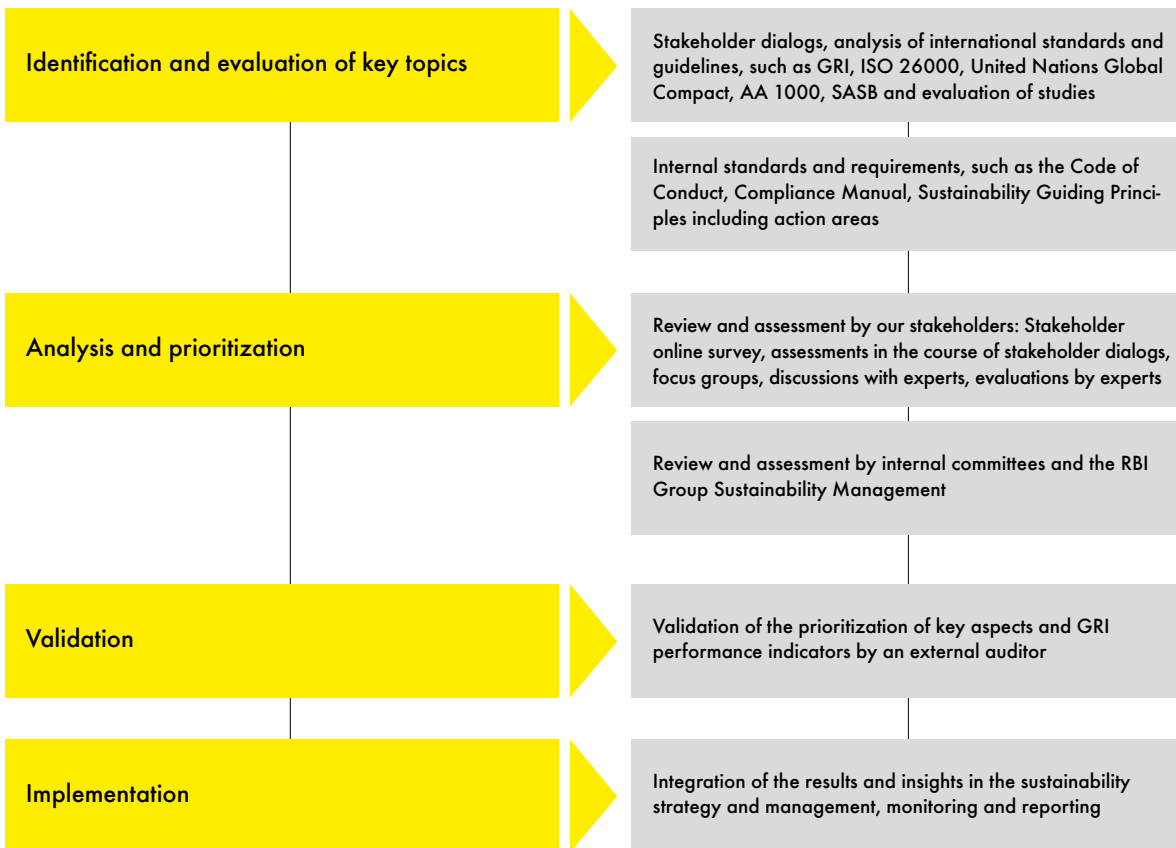 Identification and evaluation of key topics
Stakeholder dialogs, analysis of international standards and
guidelines, such as GRI, ISO 26000, United Nations Global
Compact, AA 1000, SASB and evaluation of studies
Internal standards and requirements, such as the Code of
Conduct, Compliance Manual, Sustainability Guiding Princi-
ples including action areas
Analysis and prioritization
Review and assessment by our stakeholders: Stakeholder
online survey, assessments in the course of stakeholder dialogs,
focus groups, discussions with experts, evaluations by experts
Review and assessment by internal committees and the RBI
Group Sustainability Management
Validation
Validation of the prioritization of key aspects and GRI
performance indicators by an external auditor
Implementation
Integration of the results and insights in the sustainability
strategy and management, monitoring and reporting